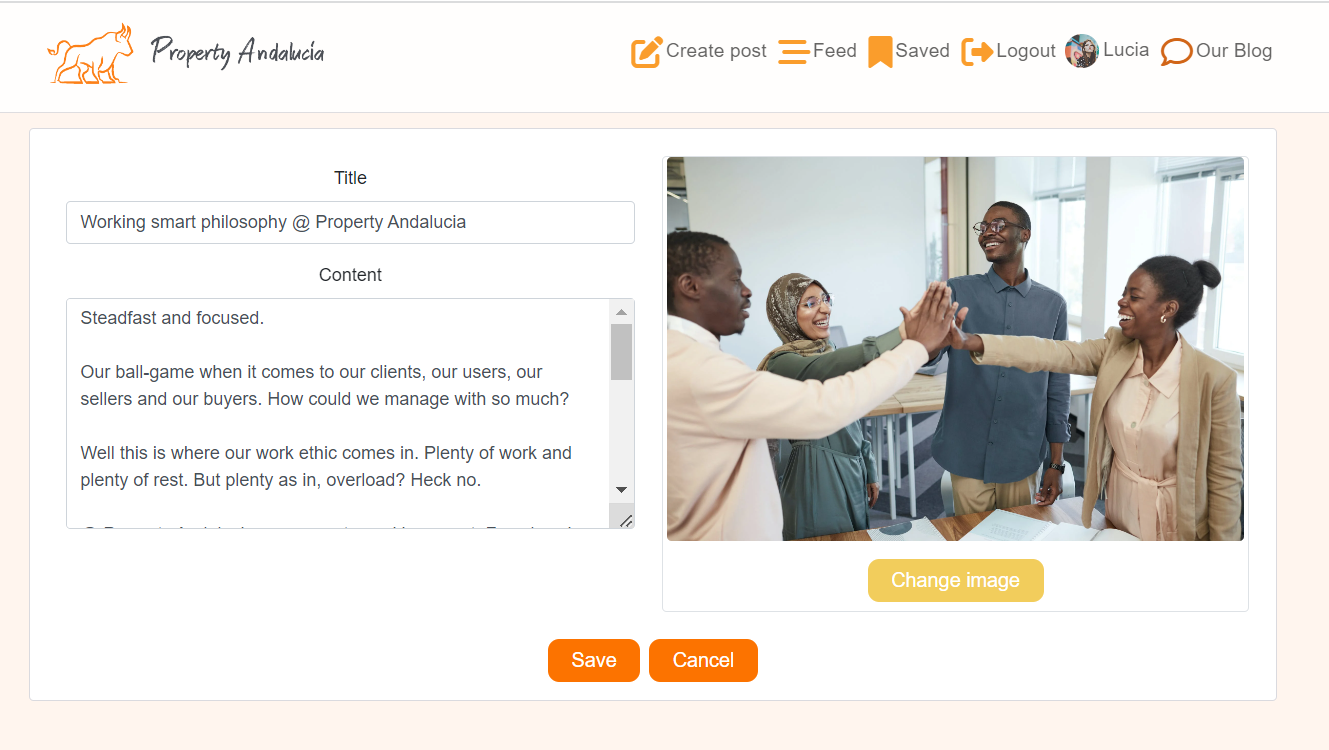 Property Andalucía
Create post
Feed
Saved
Logout
Lucia
Our Blog
Title
Working smart philosophy @ Property Andalucia
Content
Steadfast and focused.
Our ball-game when it comes to our clients, our users, our
sellers and our buyers. How could we manage with so much?
Well this is where our work ethic comes in. Plenty of work and
plenty of rest. But plenty as in, overload? Heck no.
Change image
Save
Cancel